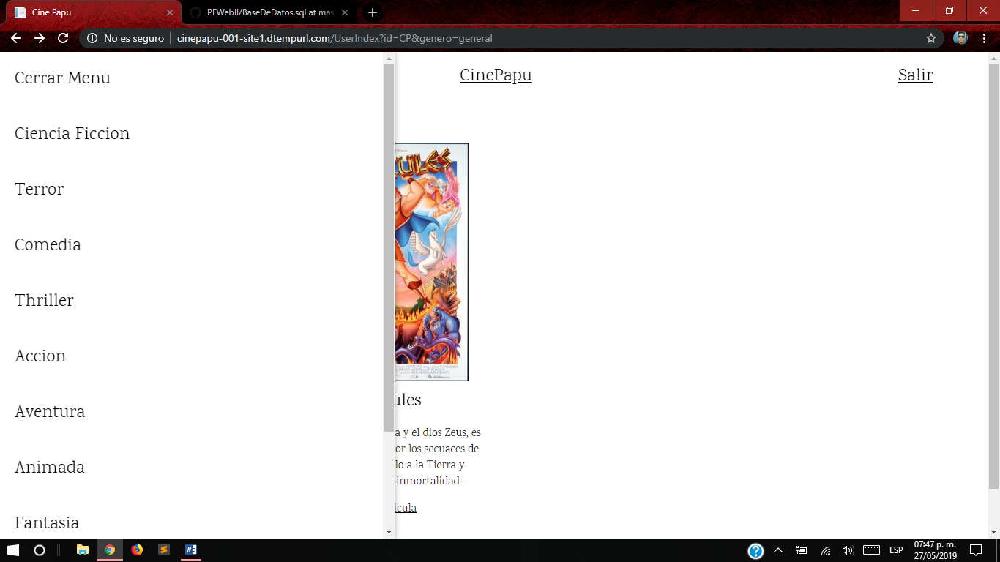 Cine Papu
PFWebII/BaseDeDatos.sql at mas
No es seguro
cinepapu-001-site1.dtempurl.com/UserIndex?id=CP&genero=general
Cerrar Menu
CinePapu
Salir
Ciencia Ficcion
Terror
Comedia
Thriller
Accion
Aventura
Animada
Fantasia
ULES
ules
a y el dios Zeus, es
or los secuaces de
lo a la Tierra y
inmortalidad
ícula
ESP
07:47 p. m.
27/05/2019